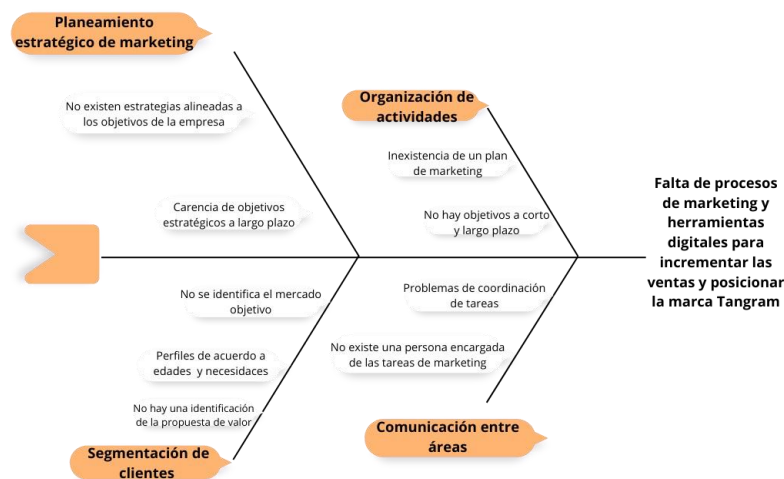 Planeamiento
estratégico de marketing
No existen estrategias alineadas a
los objetivos de la empresa
Carencia de objetivos
estratégicos a largo plazo
Organización de
actividades
Inexistencia de un plan
de marketing
No hay objetivos a corto
y largo plazo
Falta de procesos
de marketing y
herramientas
digitales para
incrementar las
ventas y posicionar
la marca Tangram
No se identifica el mercado
objetivo
Perfiles de acuerdo a
edades y necesidaces
No hay una identificación
de la propuesta de valor
Segmentación de
clientes
Problemas de coordinación
de tareas
No existe una persona encargada
de las tareas de marketing
Comunicación entre
áreas